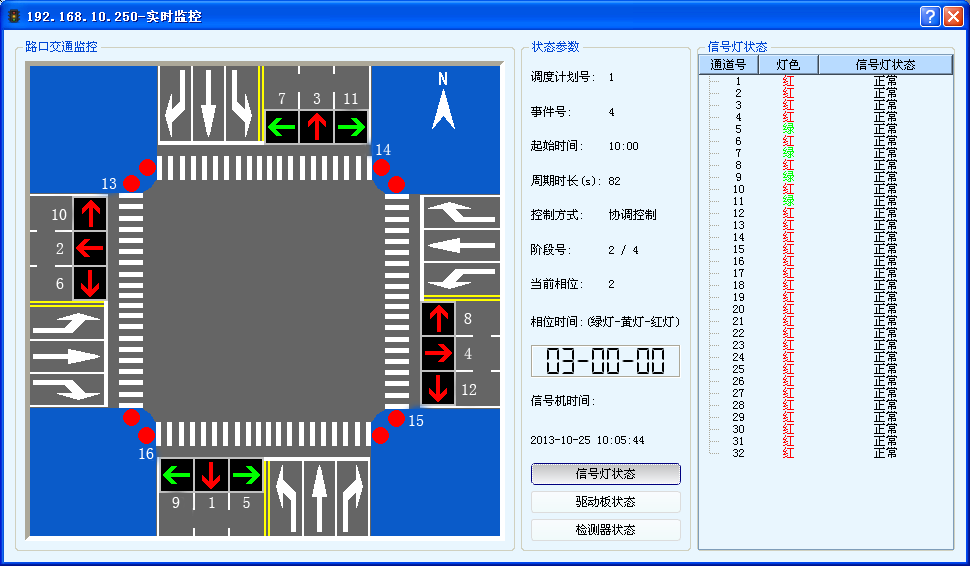 192.168.10.250-实时监控
路口交通监控
N
7 3 11
14
13
10
2
6
8
4
12
15
16
9 1 5
状态参数
调度计划号: 1
事件号: 4
起始时间: 10:00
周期时长(s): 82
控制方式: 协调控制
阶段号: 2 / 4
当前相位: 2
相位时间:(绿灯-黄灯-红灯)
03-00-00
信号机时间:
2013-10-25 10:05:44
信号灯状态
驱动板状态
检测器状态
信号灯状态
通道号 灯色 信号灯状态
1 红 正常
2 红 正常
3 红 正常
4 红 正常
5 绿 正常
6 红 正常
7 绿 正常
8 红 正常
9 绿 正常
10 红 正常
11 绿 正常
12 红 正常
13 红 正常
14 红 正常
15 红 正常
16 红 正常
17 红 正常
18 红 正常
19 红 正常
20 红 正常
21 红 正常
22 红 正常
23 红 正常
24 红 正常
25 红 正常
26 红 正常
27 红 正常
28 红 正常
29 红 正常
30 红 正常
31 红 正常
32 红 正常